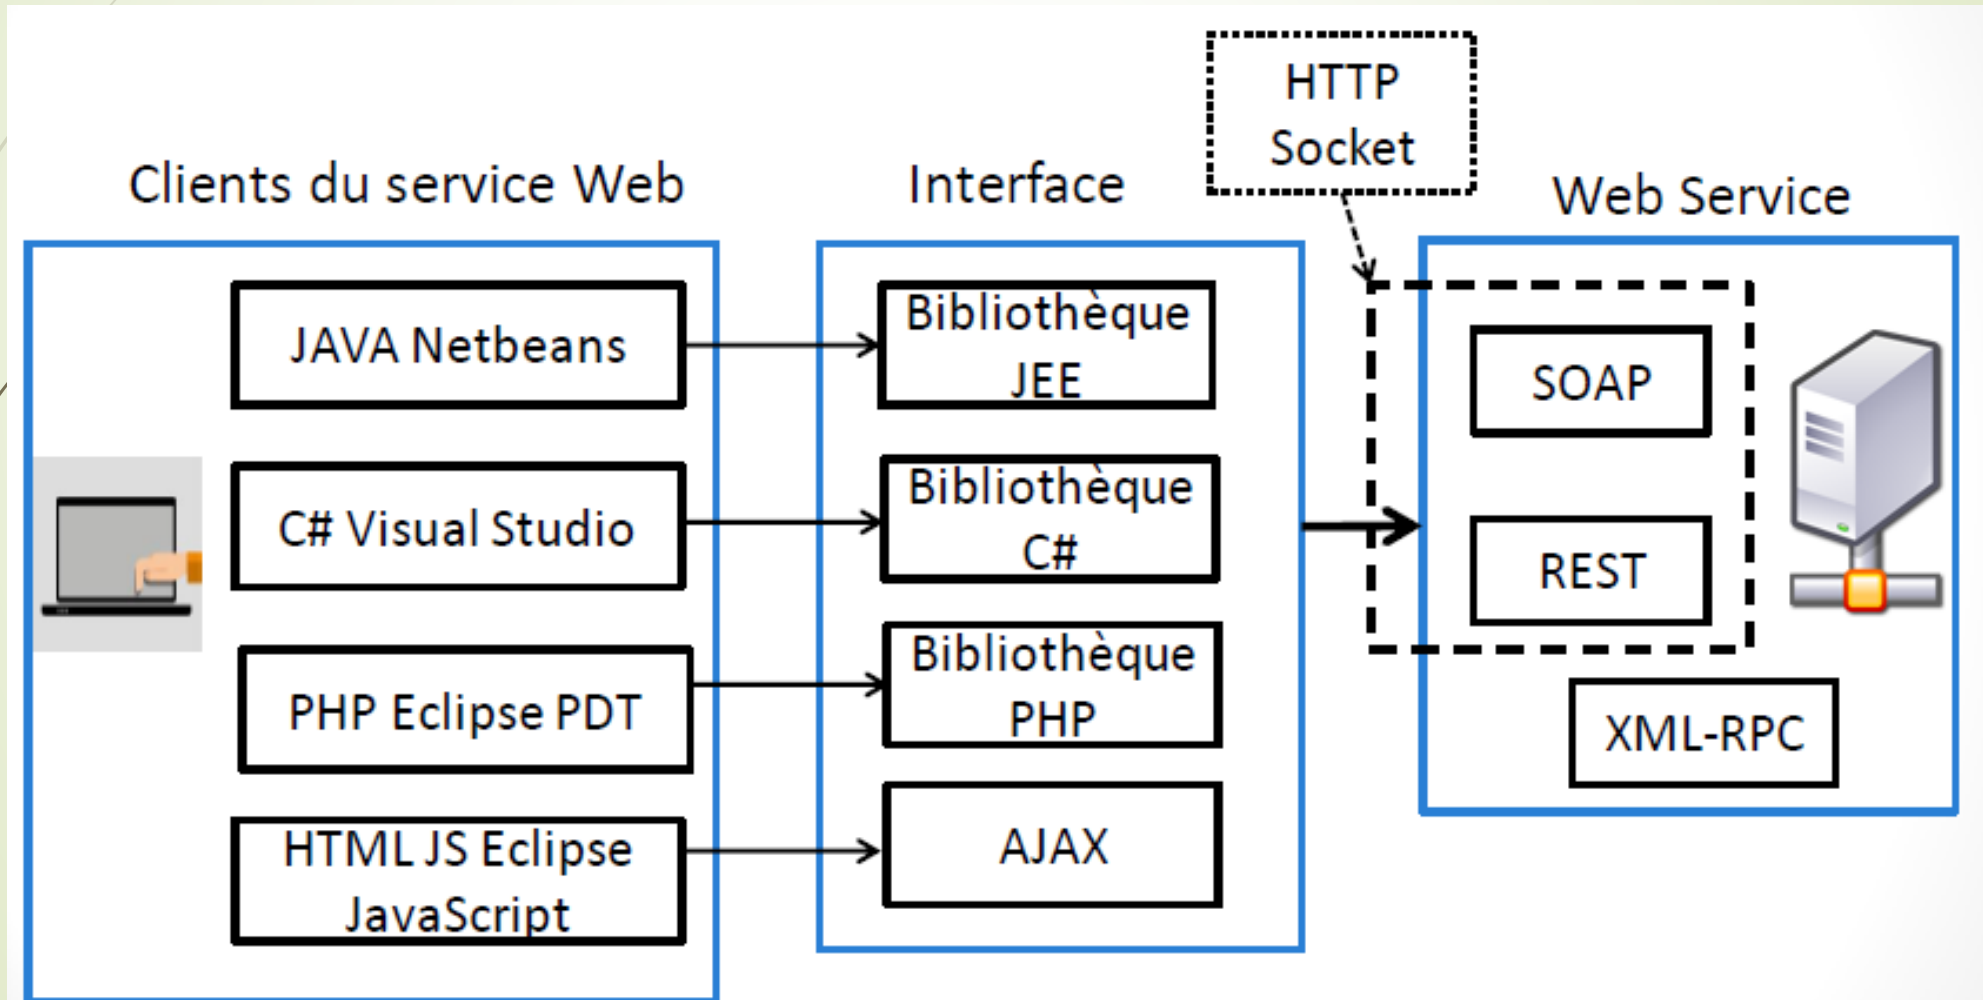 HTTP
Socket
Clients du service Web
Interface
Web Service
JAVA Netbeans
Bibliothèque
JEE
SOAP
C# Visual Studio
Bibliothèque
C#
REST
PHP Eclipse PDT
Bibliothèque
PHP
XML-RPC
HTML JS Eclipse
JavaScript
AJAX